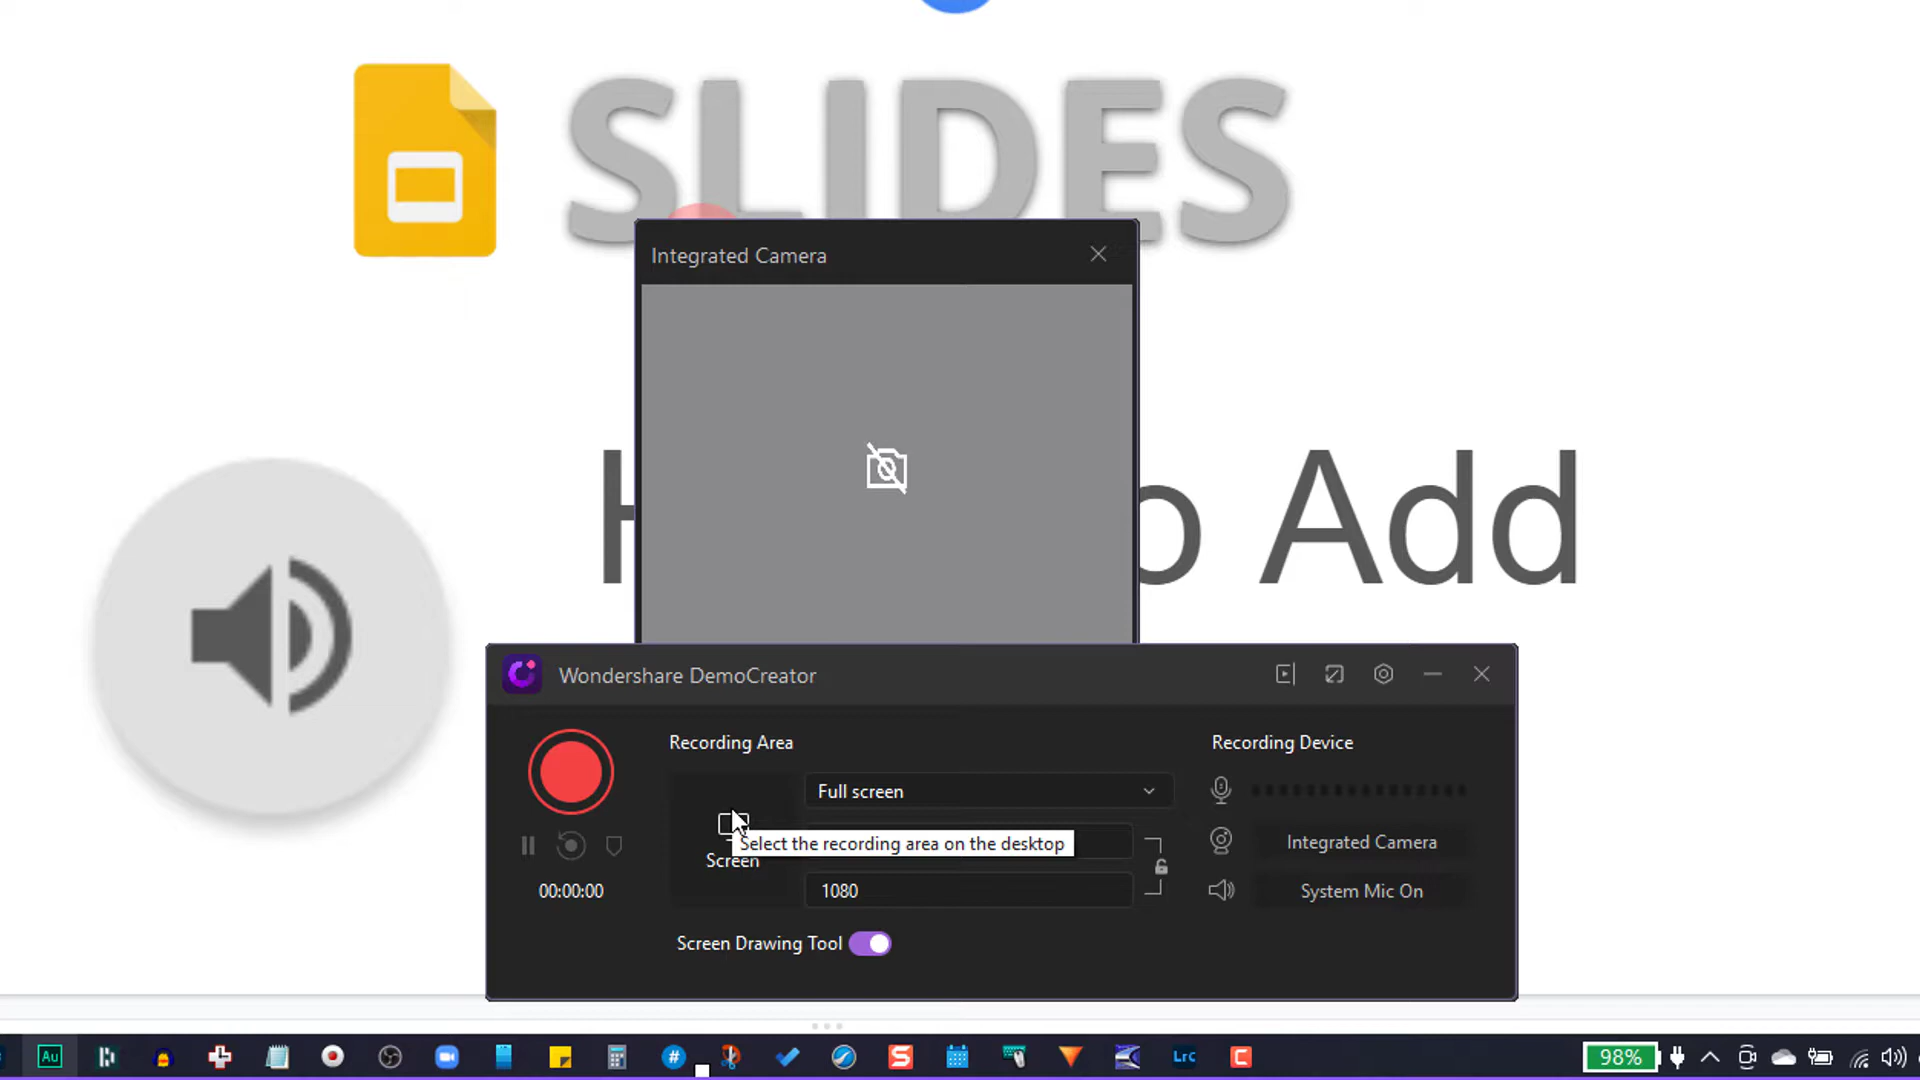 SLIDES
Integrated Camera
Add
Wondershare DemoCreator
Recording Area
Recording Device
Full screen
Select the recording area on the desktop
Integrated Camera
Screen
1080
System Mic On
00:00:00
Screen Drawing Tool
Au
#
S
Lrc
C
98%